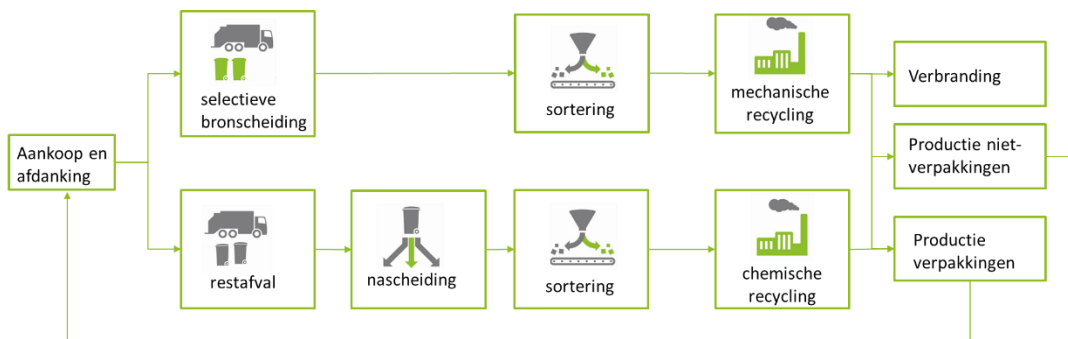 Aankoop en
afdanking
selectieve
bronscheiding
sortering
mechanische
recycling
restafval
nascheiding
sortering
chemische
recycling
Verbranding
Productie niet-
verpakkingen
Productie
verpakkingen